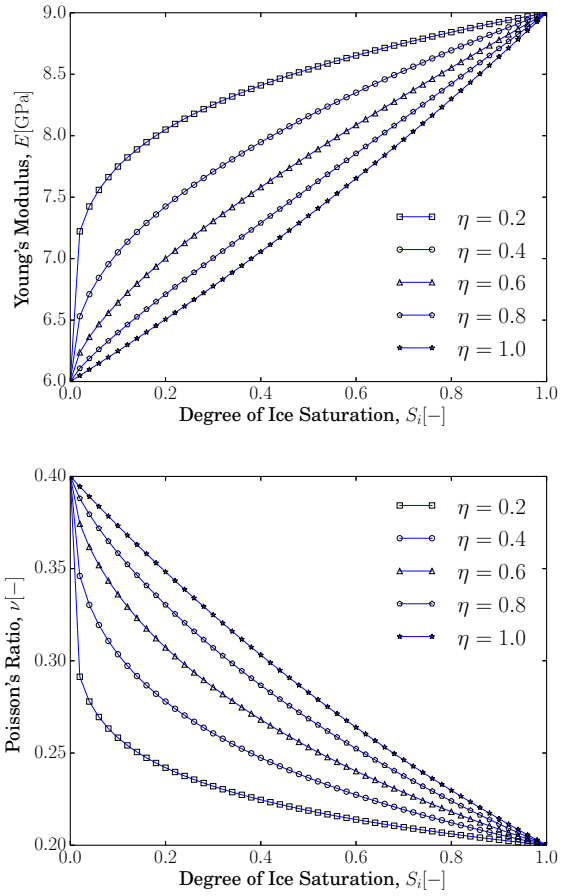 9.0
8.5
8.0
7.5
7.0
6.5
6.0
Young's Modulus, E[GPa]
η = 0.2
η = 0.4
η = 0.6
η = 0.8
η = 1.0
0.0 0.2 0.4 0.6 0.8 1.0
Degree of Ice Saturation, Sᵢ[−]
0.40
0.35
0.30
0.25
0.20
Poisson's Ratio, ν[−]
η = 0.2
η = 0.4
η = 0.6
η = 0.8
η = 1.0
0.0 0.2 0.4 0.6 0.8 1.0
Degree of Ice Saturation, Sᵢ[−]